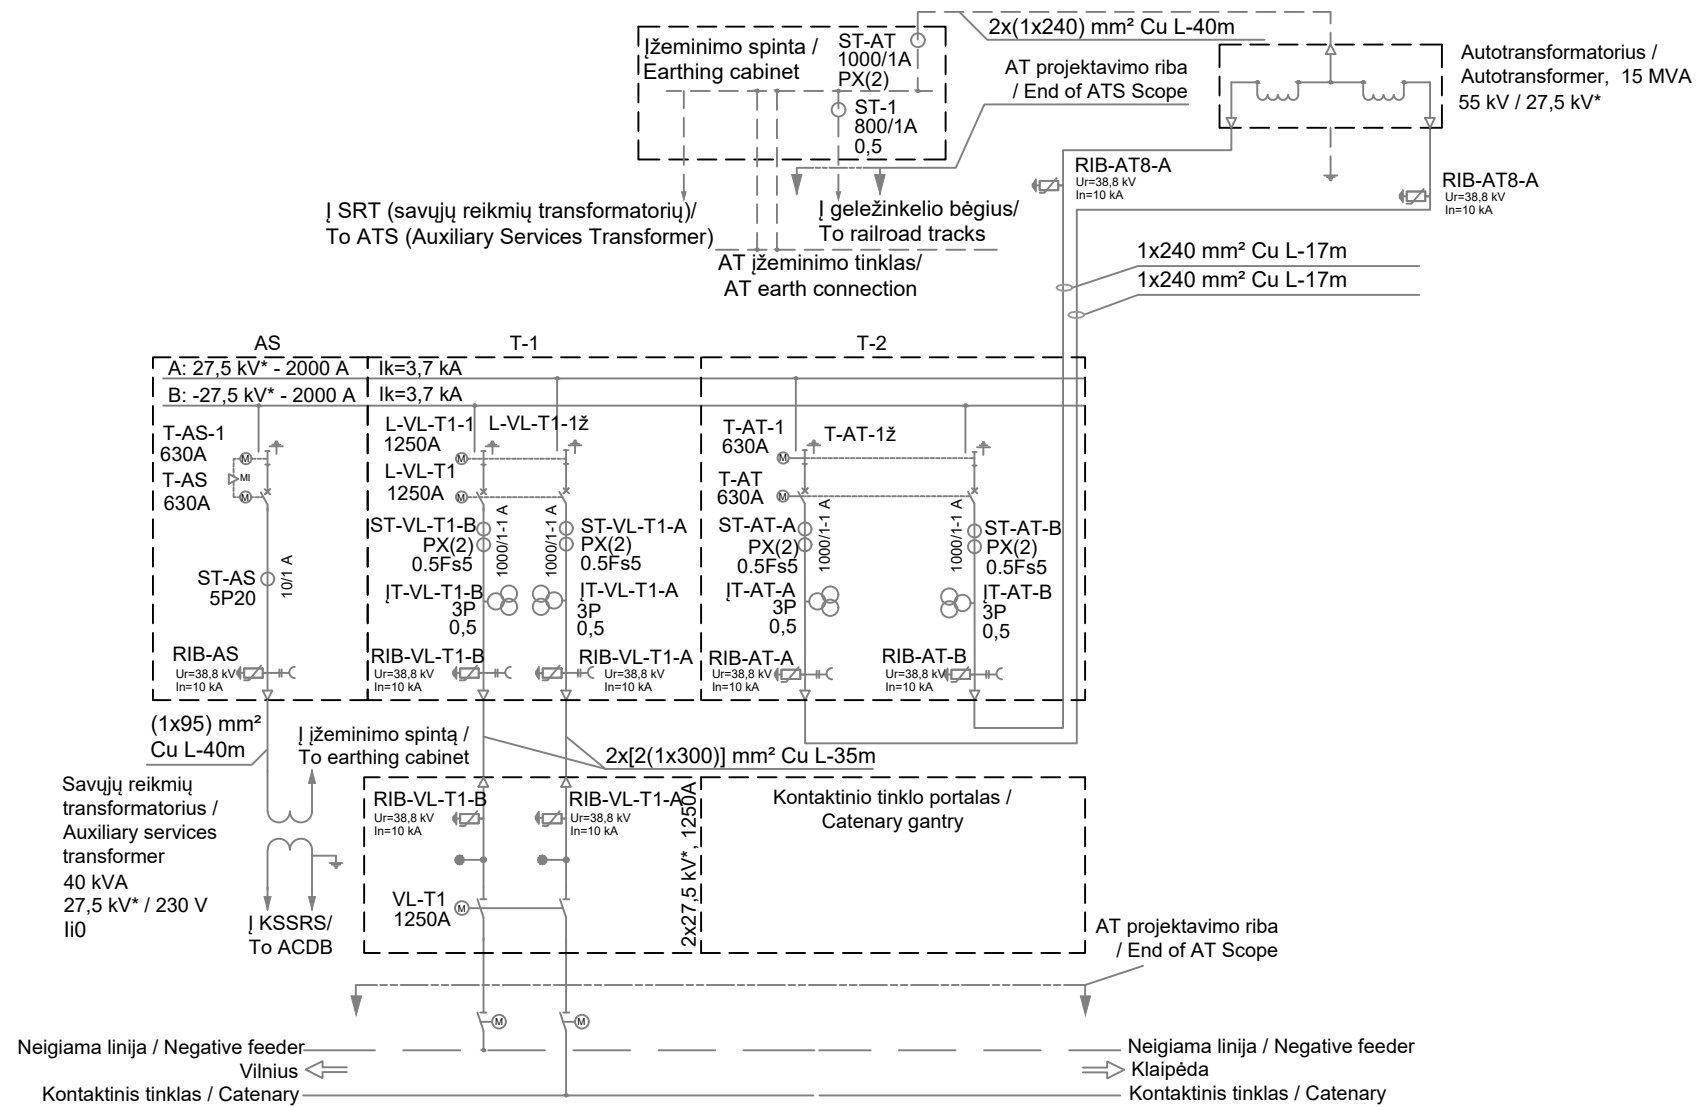 2x(1x240) mm² Cu L-40m
Įžeminimo spinta /
Earthing cabinet
ST-AT
1000/1A
PX(2)
ST-1
800/1A
0,5
AT projektavimo riba
/ End of ATS Scope
Autotransformatorius /
Autotransformer, 15 MVA
55 kV / 27,5 kV*
RIB-AT8-A
Ur=38,8 kV
In=10 kA
RIB-AT8-A
Ur=38,8 kV
In=10 kA
Į SRT (savųjų reikmių transformatorių)/
To ATS (Auxiliary Services Transformer)
Į geležinkelio bėgius/
To railroad tracks
AT įžeminimo tinklas/
AT earth connection
1x240 mm² Cu L-17m
1x240 mm² Cu L-17m
AS
T-1
T-2
A: 27,5 kV* - 2000 A
Ik=3,7 kA
B: -27,5 kV* - 2000 A
Ik=3,7 kA
T-AS-1
630A
M
T-AS
630A
MI
M
ST-AS
5P20
10/1 A
RIB-AS
Ur=38,8 kV
In=10 kA
L-VL-T1-1
1250A
L-VL-T1-1ž
M
L-VL-T1
1250A
M
ST-VL-T1-B
PX(2)
0.5Fs5
1000/1-1 A
1000/1-1 A
ST-VL-T1-A
PX(2)
0.5Fs5
ĮT-VL-T1-B
3P
0,5
ĮT-VL-T1-A
3P
0,5
RIB-VL-T1-B
Ur=38,8 kV
In=10 kA
RIB-VL-T1-A
Ur=38,8 kV
In=10 kA
T-AT-1
630A
T-AT-1ž
M
T-AT
630A
M
ST-AT-A
PX(2)
0.5Fs5
1000/1-1 A
1000/1-1 A
ST-AT-B
PX(2)
0.5Fs5
ĮT-AT-A
3P
0,5
ĮT-AT-B
3P
0,5
RIB-AT-A
Ur=38,8 kV
In=10 kA
RIB-AT-B
Ur=38,8 kV
In=10 kA
(1x95) mm²
Cu L-40m
Į įžeminimo spintą /
To earthing cabinet
2x[2(1x300)] mm² Cu L-35m
Savųjų reikmių
transformatorius /
Auxiliary services
transformer
40 kVA
27,5 kV* / 230 V
Ii0
Į KSSRS/
To ACDB
RIB-VL-T1-B
Ur=38,8 kV
In=10 kA
RIB-VL-T1-A
Ur=38,8 kV
In=10 kA
VL-T1
1250A
M
2x27,5 kV*, 1250A
Kontaktinio tinklo portalas /
Catenary gantry
AT projektavimo riba
/ End of AT Scope
M
M
Neigiama linija / Negative feeder
Vilnius
Kontaktinis tinklas / Catenary
Neigiama linija / Negative feeder
Klaipėda
Kontaktinis tinklas / Catenary